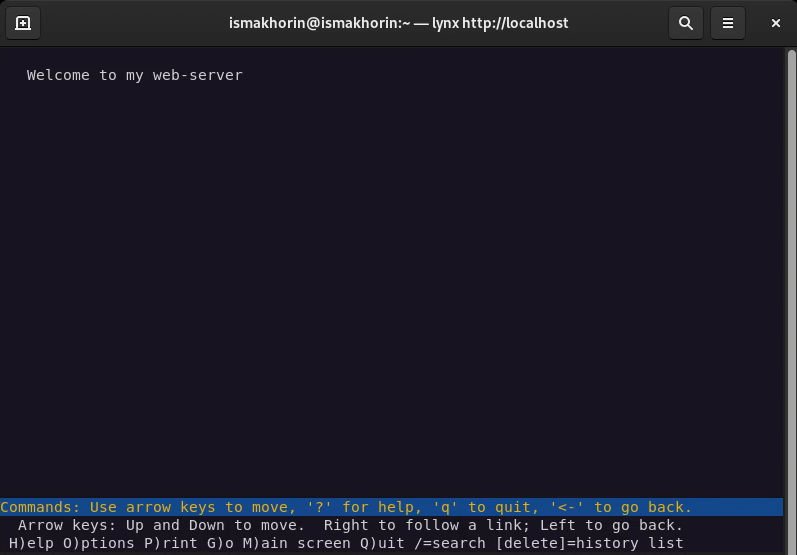 ismakhorin@ismakhorin:~ — lynx http://localhost
Welcome to my web-server
Commands: Use arrow keys to move, '?' for help, 'q' to quit, '<-' to go back.
Arrow keys: Up and Down to move.  Right to follow a link; Left to go back.
H)elp O)ptions P)rint G)o M)ain screen Q)uit /=search [delete]=history list